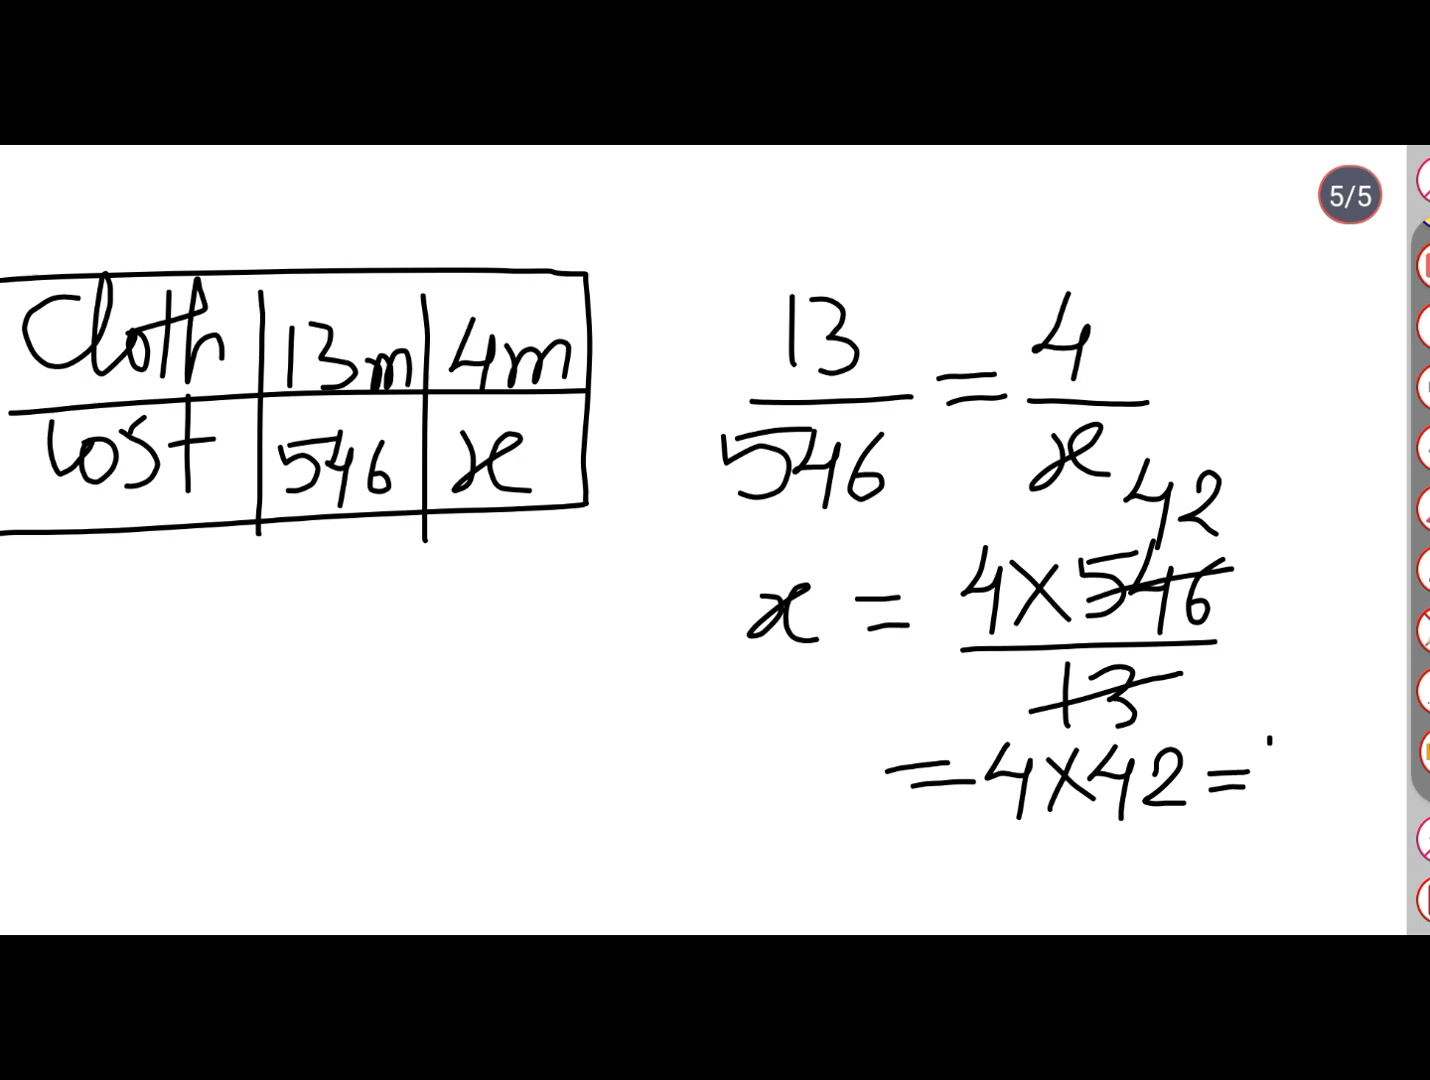 5/5
Cloth 13m 4m
Cost 546 x
13/546 = 4/x
42
x = 4×546/13
= 4×42 =